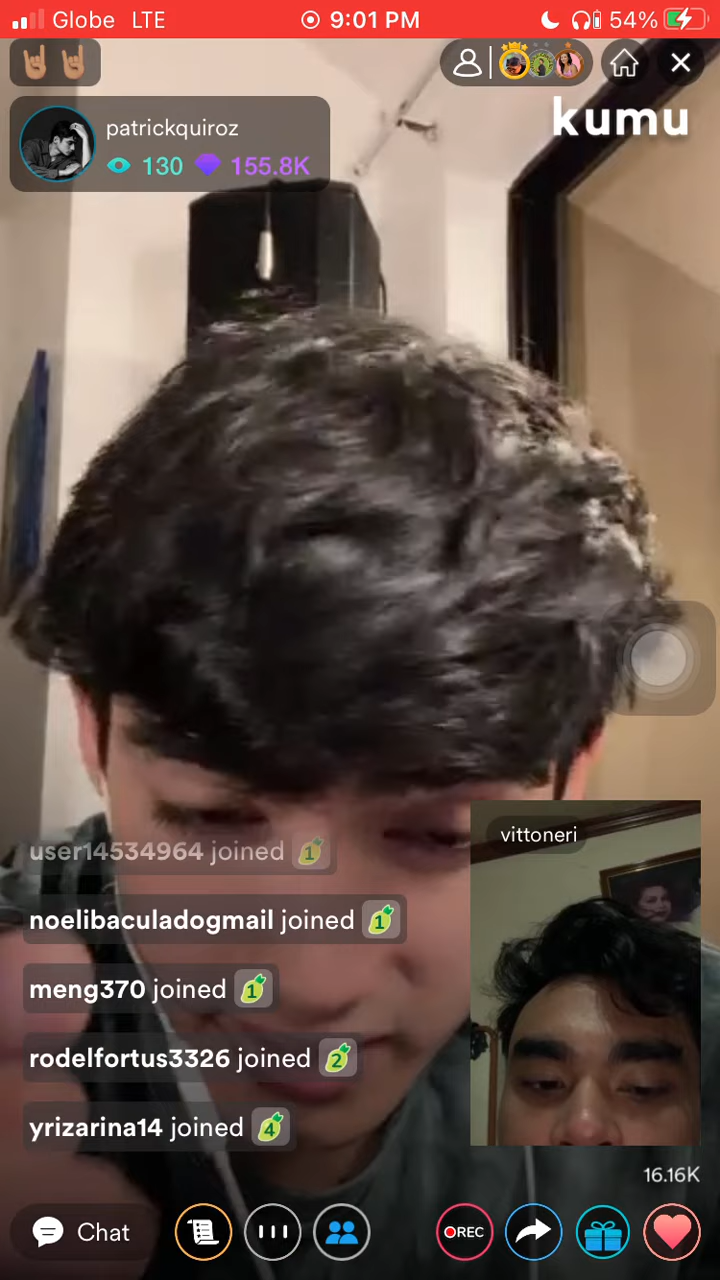 Globe LTE 9:01 PM 54%
kumu
patrickquiroz
130 155.8K
vittoneri
user14534964 joined 1
noelibaculadogmail joined 1
meng370 joined 1
rodelfortus3326 joined 2
yrizarina14 joined 4
16.16K
Chat
REC